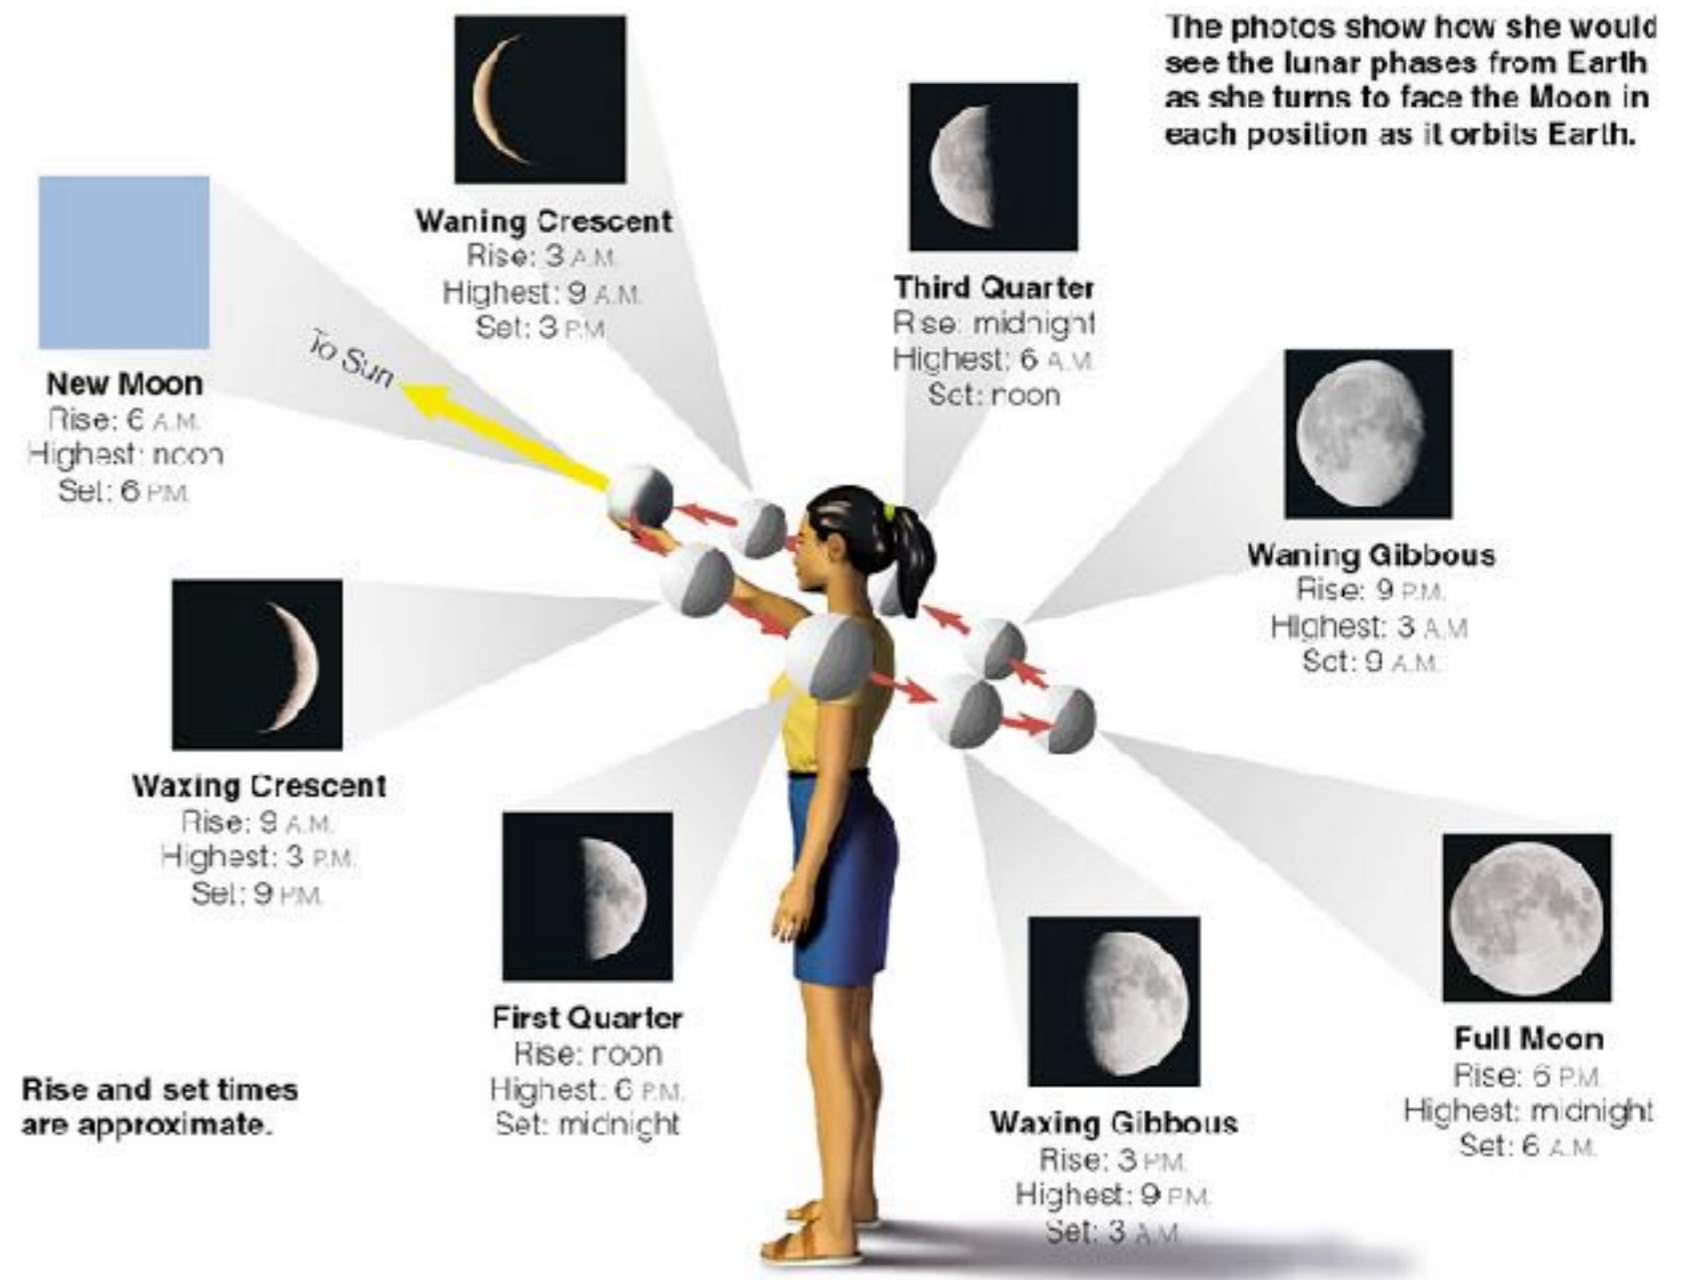 The photos show how she would
see the lunar phases from Earth
as she turns to face the Moon in
each position as it orbits Earth.
Waning Crescent
Rise: 3 A.M.
Highest: 9 A.M.
Set: 3 P.M.
Third Quarter
Rise: midnight
Highest: 6 A.M.
Set: noon
To Sun
New Moon
Rise: 6 A.M.
Highest: noon
Set: 6 P.M.
Waning Gibbous
Rise: 9 P.M.
Highest: 3 A.M.
Set: 9 A.M.
Waxing Crescent
Rise: 9 A.M.
Highest: 3 P.M.
Set: 9 P.M.
First Quarter
Rise: noon
Highest: 6 P.M.
Set: midnight
Full Moon
Rise: 6 P.M.
Highest: midnight
Set: 6 A.M.
Waxing Gibbous
Rise: 3 P.M.
Highest: 9 P.M.
Set: 3 A.M.
Rise and set times
are approximate.